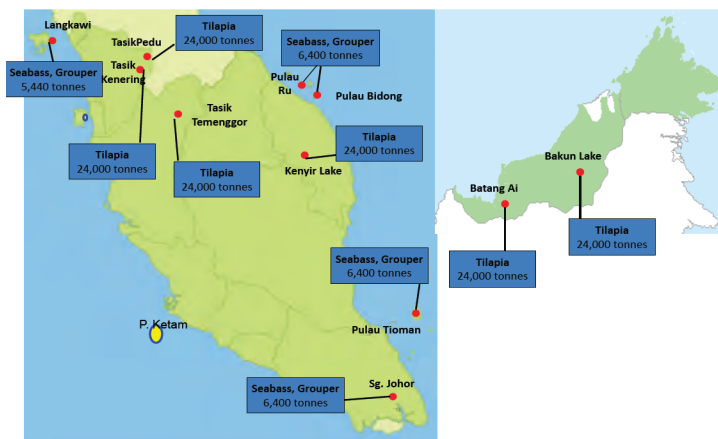 Langkawi
Tilapia
24,000 tonnes
TasikPedu
Seabass, Grouper
6,400 tonnes
Seabass, Grouper
5,440 tonnes
Tasik
Kenering
Pulau
Ru
Pulau Bidong
Tasik
Temenggor
Tilapia
24,000 tonnes
Tilapia
24,000 tonnes
Tilapia
24,000 tonnes
Kenyir Lake
Bakun Lake
Batang Ai
Tilapia
24,000 tonnes
Tilapia
24,000 tonnes
Seabass, Grouper
6,400 tonnes
P. Ketam
Pulau Tioman
Seabass, Grouper
6,400 tonnes
Sg. Johor